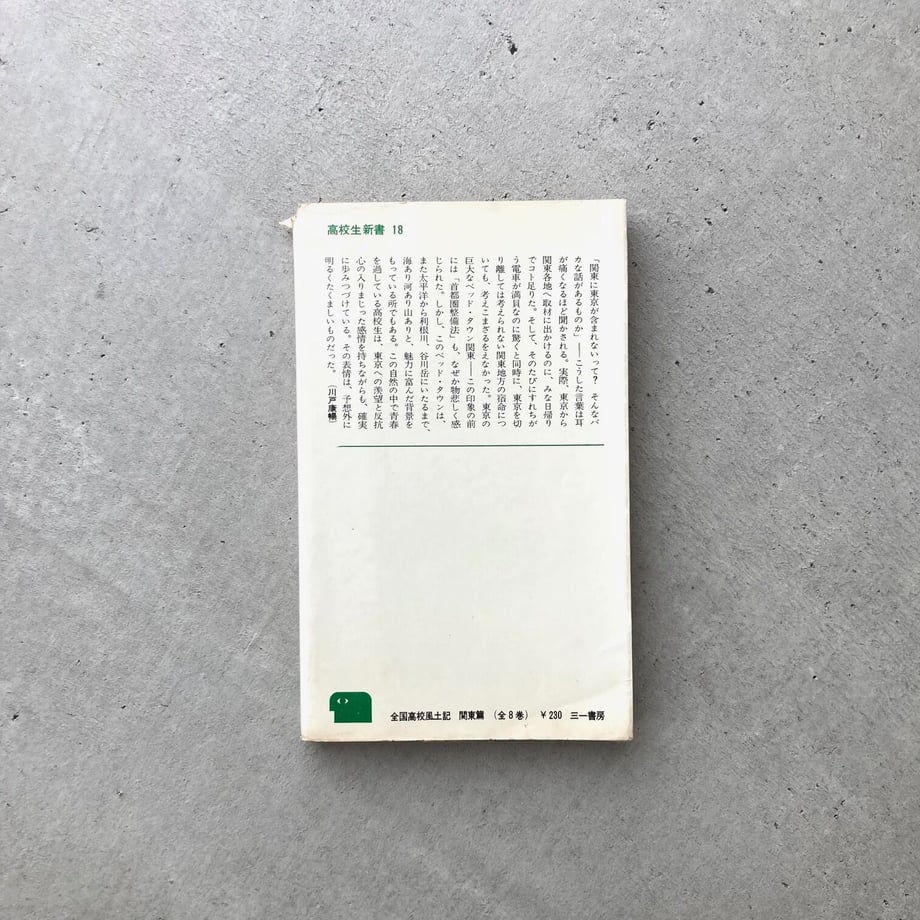 高校生新書 18
「関東に東京が含まれないって? そんなバ
カな話があるものか」——こうした言葉は耳
が痛くなるほど聞かされる。実際、東京から
関東各地へ取材に出かけるのに、みな日帰り
でコト足りた。そして、そのたびにすれちが
う電車が満員なのに驚くと同時に、東京を切
り離しては考えられない関東地方の宿命につ
いても、考えこまざるをえなかった。東京の
巨大なベッド・タウン関東——この印象の前
には「首都圏整備法」も、なぜか物悲しく感
じられた。しかし、このベッド・タウンは、
また太平洋から利根川、谷川岳にいたるまで、
海あり河あり山ありと、魅力に富んだ背景を
もっている所でもある。この自然の中で青春
を過している高校生は、東京への羨望と反抗
心の入りまじった感情を持ちながらも、確実
に歩みつづけている。その表情は、予想外に
明るくたくましいものだった。 (川戸康暢)
全国高校風土記 関東篇 (全8巻) ¥230 三一書房